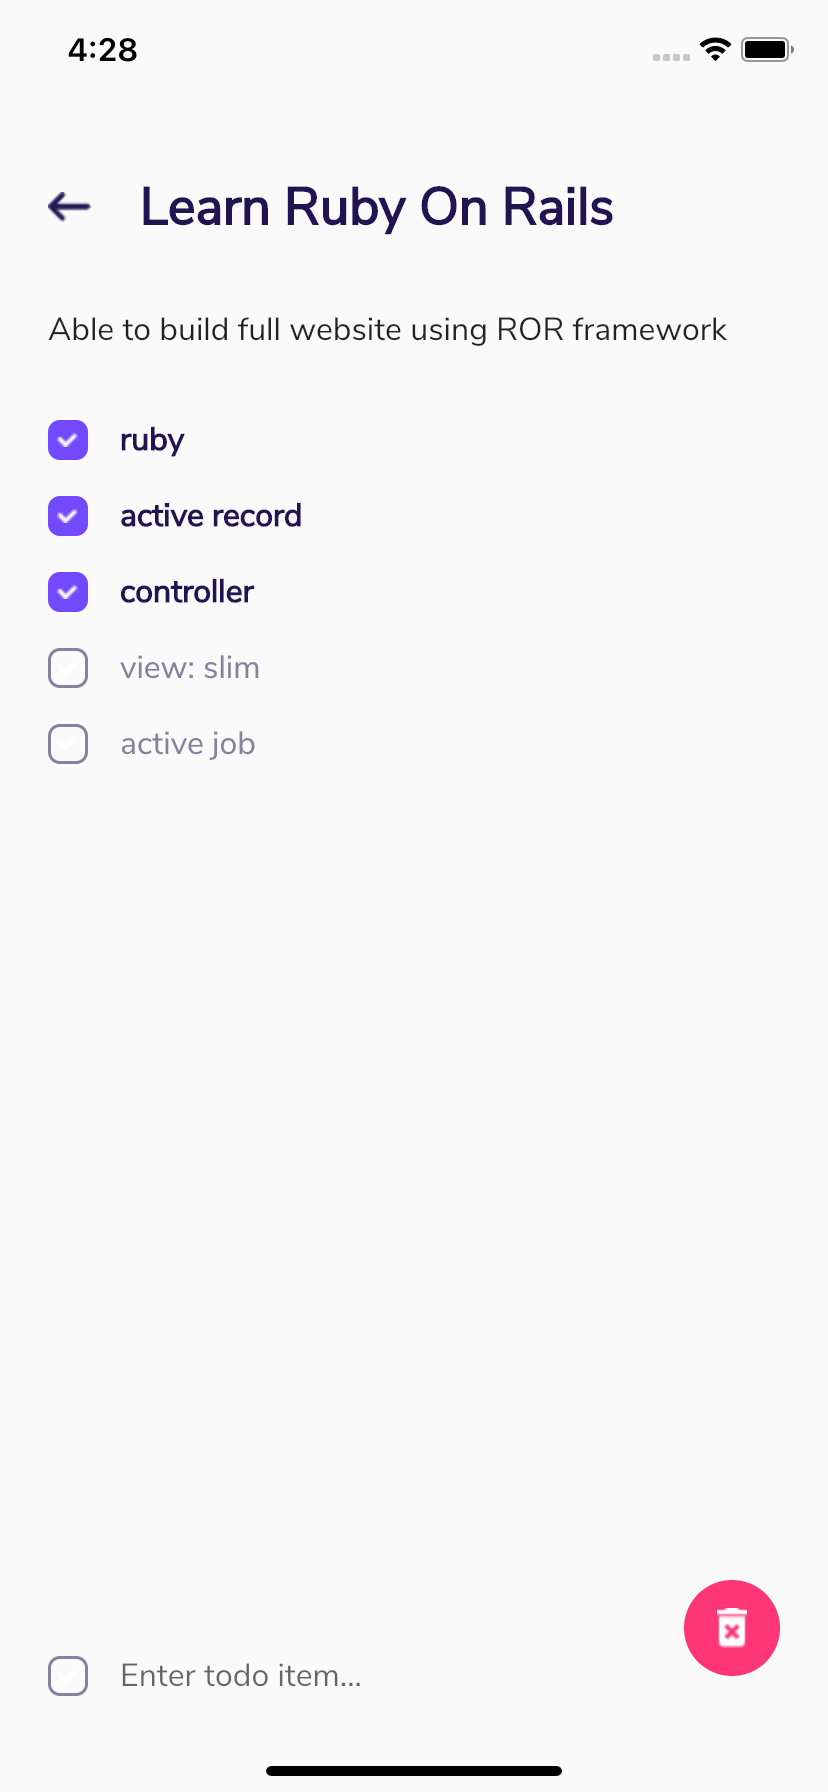 4:28
Learn Ruby On Rails
Able to build full website using ROR framework
ruby
active record
controller
view: slim
active job
Enter todo item...